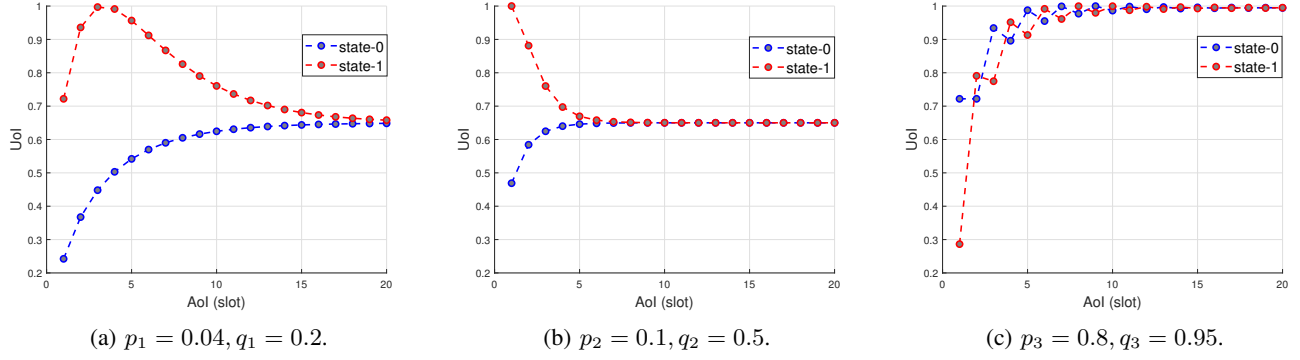 1
0.9
0.8
0.7
0.6
0.5
0.4
0.3
0.2
UoI
0 5 10 15 20
AoI (slot)
state-0
state-1
(a) p₁ = 0.04, q₁ = 0.2.
1
0.9
0.8
0.7
0.6
0.5
0.4
0.3
0.2
UoI
0 5 10 15 20
AoI (slot)
state-0
state-1
(b) p₂ = 0.1, q₂ = 0.5.
1
0.9
0.8
0.7
0.6
0.5
0.4
0.3
0.2
UoI
0 5 10 15 20
AoI (slot)
state-0
state-1
(c) p₃ = 0.8, q₃ = 0.95.